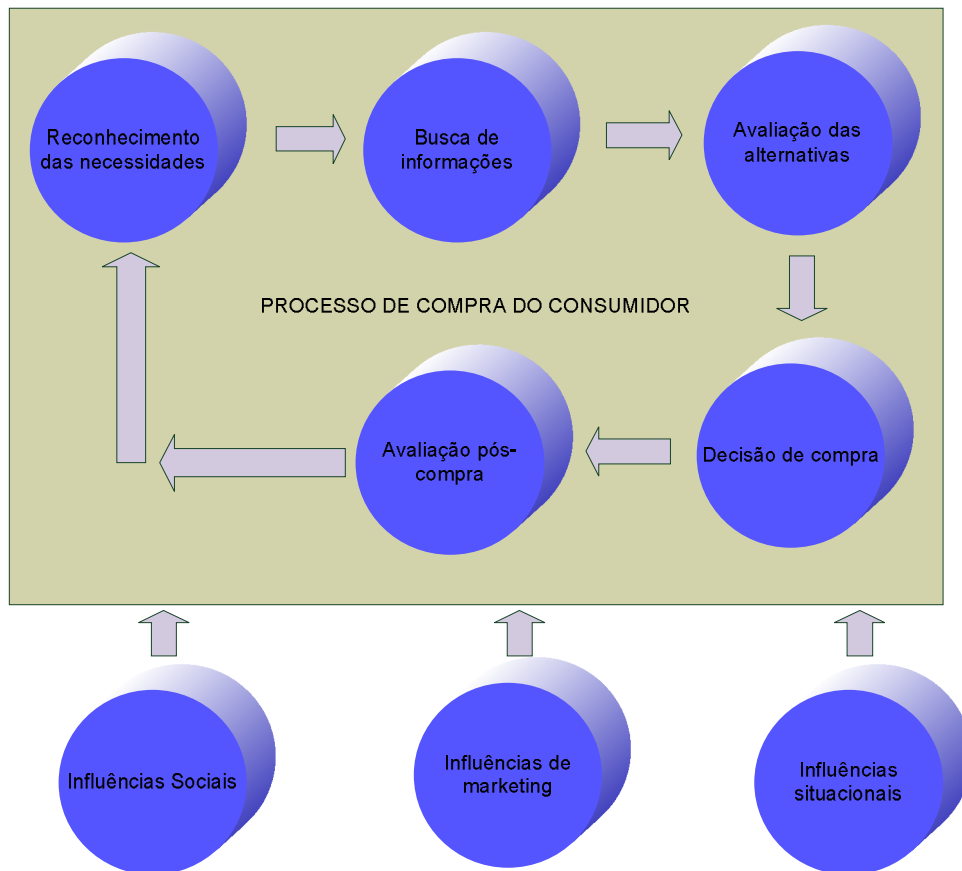 Reconhecimento
das necessidades
Busca de
informações
Avaliação das
alternativas
PROCESSO DE COMPRA DO CONSUMIDOR
Avaliação pós-
compra
Decisão de compra
Influências Sociais
Influências de
marketing
Influências
situacionais